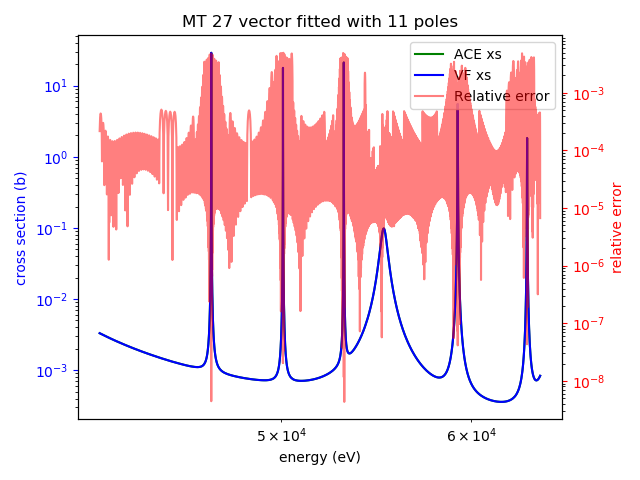 MT 27 vector fitted with 11 poles
ACE xs
VF xs
Relative error
10¹
10⁰
10⁻¹
10⁻²
10⁻³
cross section (b)
10⁻³
10⁻⁴
10⁻⁵
10⁻⁶
10⁻⁷
10⁻⁸
relative error
5 × 10⁴
6 × 10⁴
energy (eV)